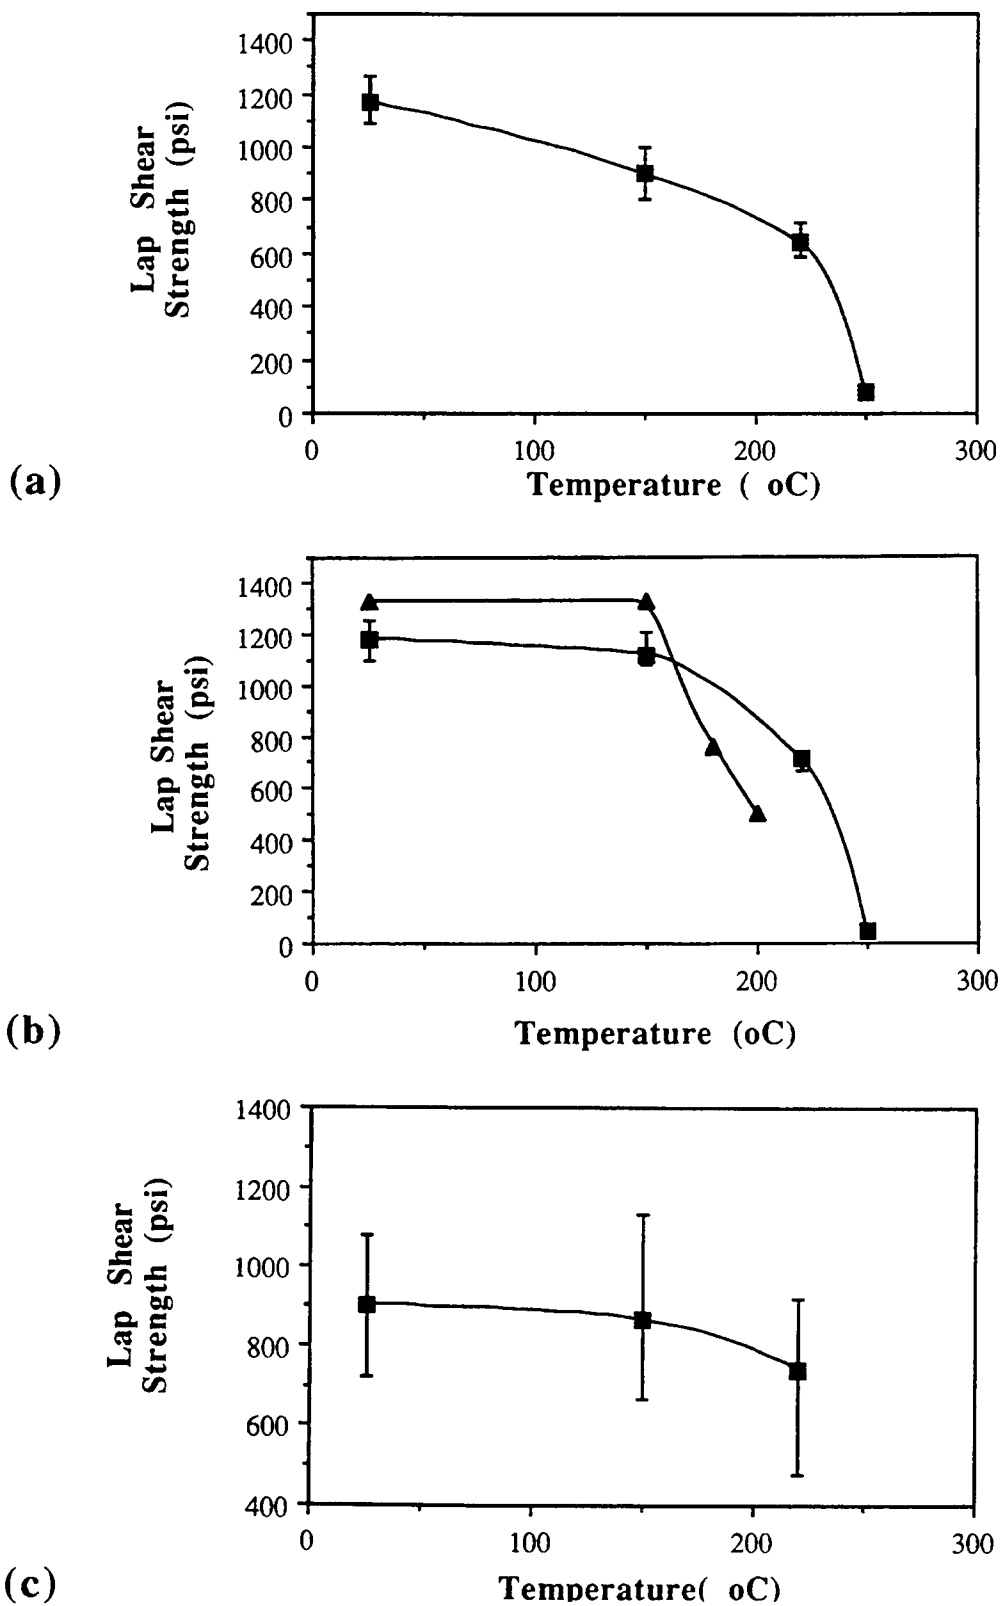 Lap Shear
Strength (psi)
1400
1200
1000
800
600
400
200
0
0 100 200 300
Temperature ( oC)
(a)
Lap Shear
Strength (psi)
1400
1200
1000
800
600
400
200
0
0 100 200 300
Temperature (oC)
(b)
Lap Shear
Strength (psi)
1400
1200
1000
800
600
400
0 100 200 300
Temperature( oC)
(c)